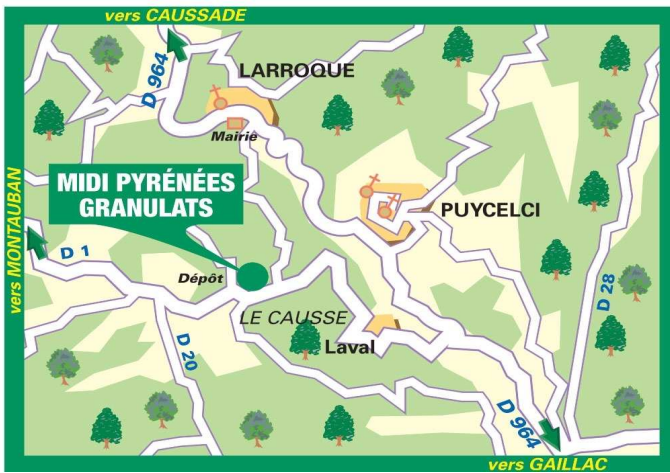 vers CAUSSADE
D 964
LARROQUE
Mairie
MIDI PYRÉNÉES
GRANULATS
PUYCELCI
vers MONTAUBAN
D 1
Dépôt
D 28
LE CAUSSE
Laval
D 20
D 964
vers GAILLAC